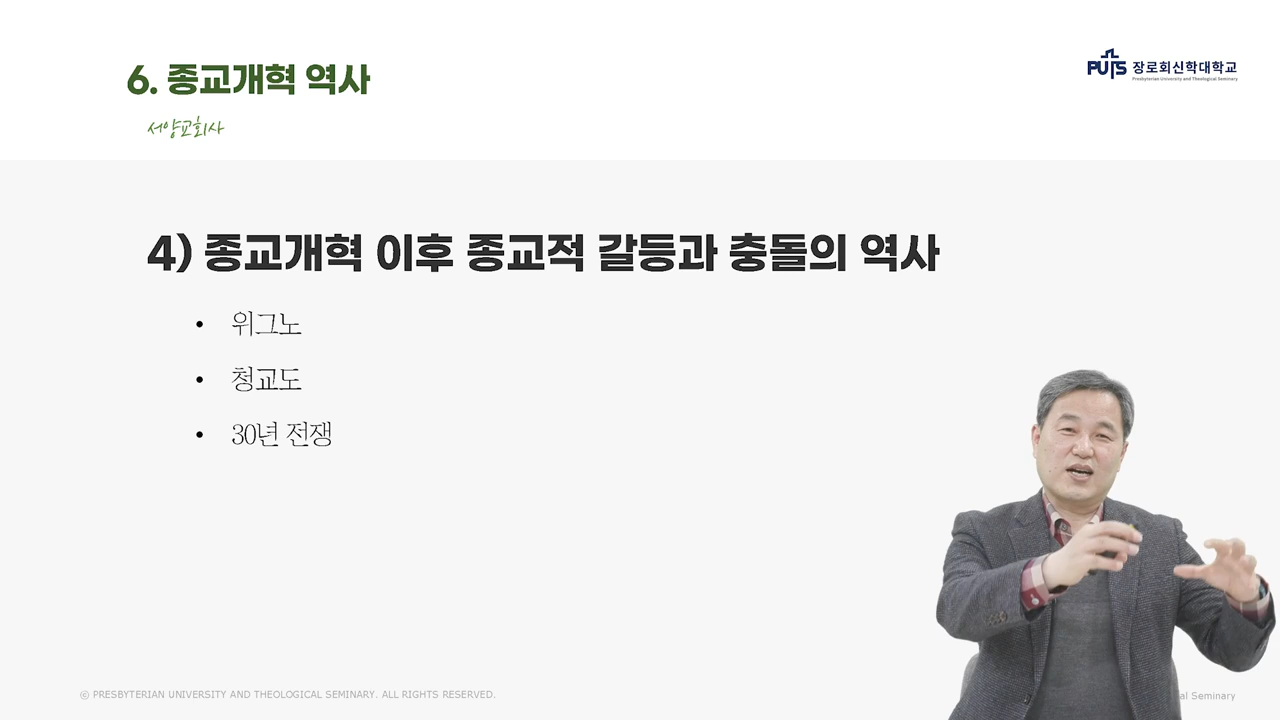 6. 종교개혁 역사
서양교회사
PUTS 장로회신학대학교
Presbyterian University and Theological Seminary
4) 종교개혁 이후 종교적 갈등과 충돌의 역사
• 위그노
• 청교도
• 30년 전쟁
© PRESBYTERIAN UNIVERSITY AND THEOLOGICAL SEMINARY. ALL RIGHTS RESERVED.
al Seminary